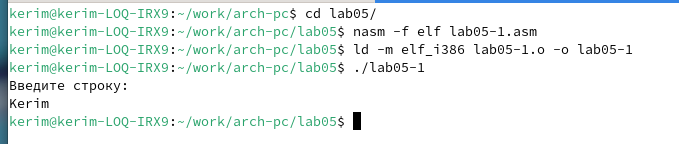 kerim@kerim-LOQ-IRX9:~/work/arch-pc$ cd lab05/
kerim@kerim-LOQ-IRX9:~/work/arch-pc/lab05$ nasm -f elf lab05-1.asm
kerim@kerim-LOQ-IRX9:~/work/arch-pc/lab05$ ld -m elf_i386 lab05-1.o -o lab05-1
kerim@kerim-LOQ-IRX9:~/work/arch-pc/lab05$ ./lab05-1
Введите строку:
Kerim
kerim@kerim-LOQ-IRX9:~/work/arch-pc/lab05$